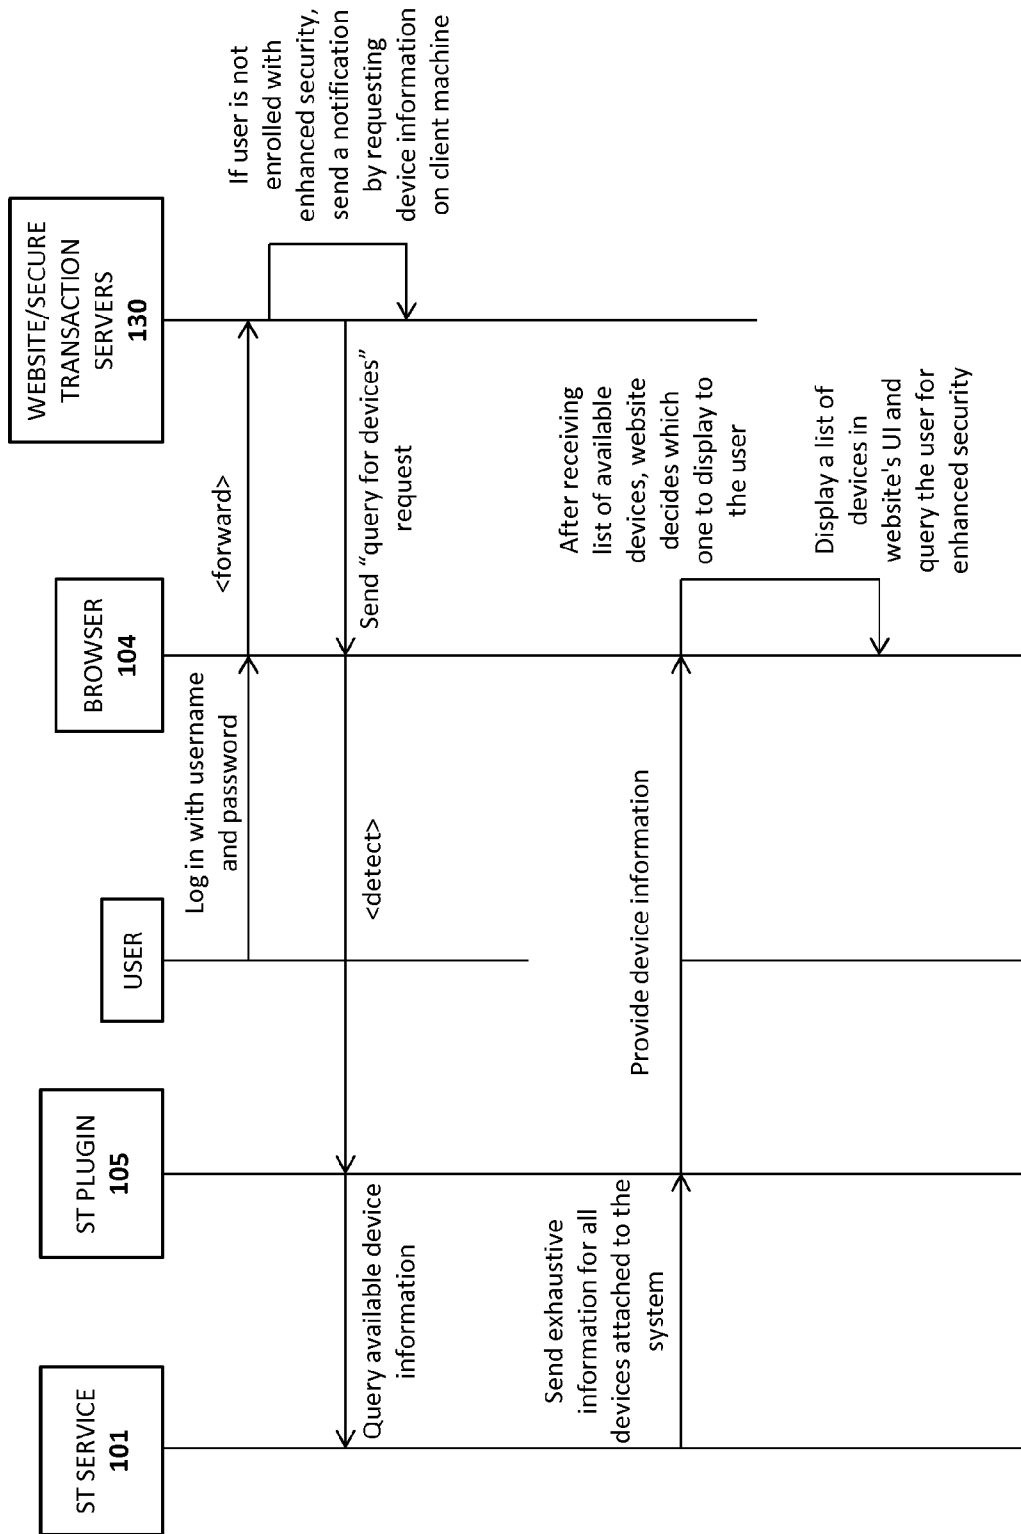 ST SERVICE
101
ST PLUGIN
105
USER
BROWSER
104
WEBSITE/SECURE
TRANSACTION
SERVERS
130
Log in with username
and password
<forward>
If user is not
enrolled with
enhanced security,
send a notification
by requesting
device information
on client machine
Send “query for devices”
request
<detect>
Query available device
information
Send exhaustive
information for all
devices attached to the
system
Provide device information
After receiving
list of available
devices, website
decides which
one to display to
the user
Display a list of
devices in
website's UI and
query the user for
enhanced security